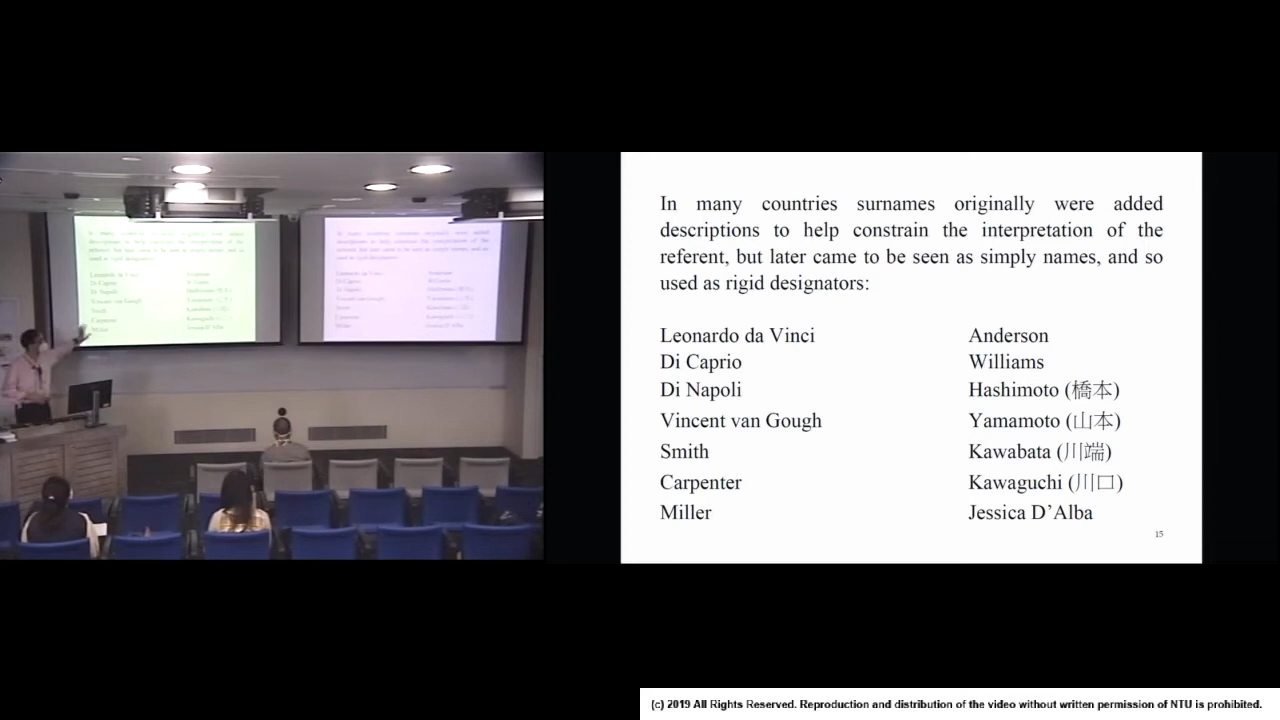 In many countries surnames originally were added
descriptions to help constrain the interpretation of the
referent, but later came to be seen as simply names, and so
used as rigid designators:
Leonardo da Vinci
Di Caprio
Di Napoli
Vincent van Gough
Smith
Carpenter
Miller
Anderson
Williams
Hashimoto (橋本)
Yamamoto (山本)
Kawabata (川端)
Kawaguchi (川口)
Jessica D’Alba
15
(c) 2019 All Rights Reserved. Reproduction and distribution of the video without written permission of NTU is prohibited.